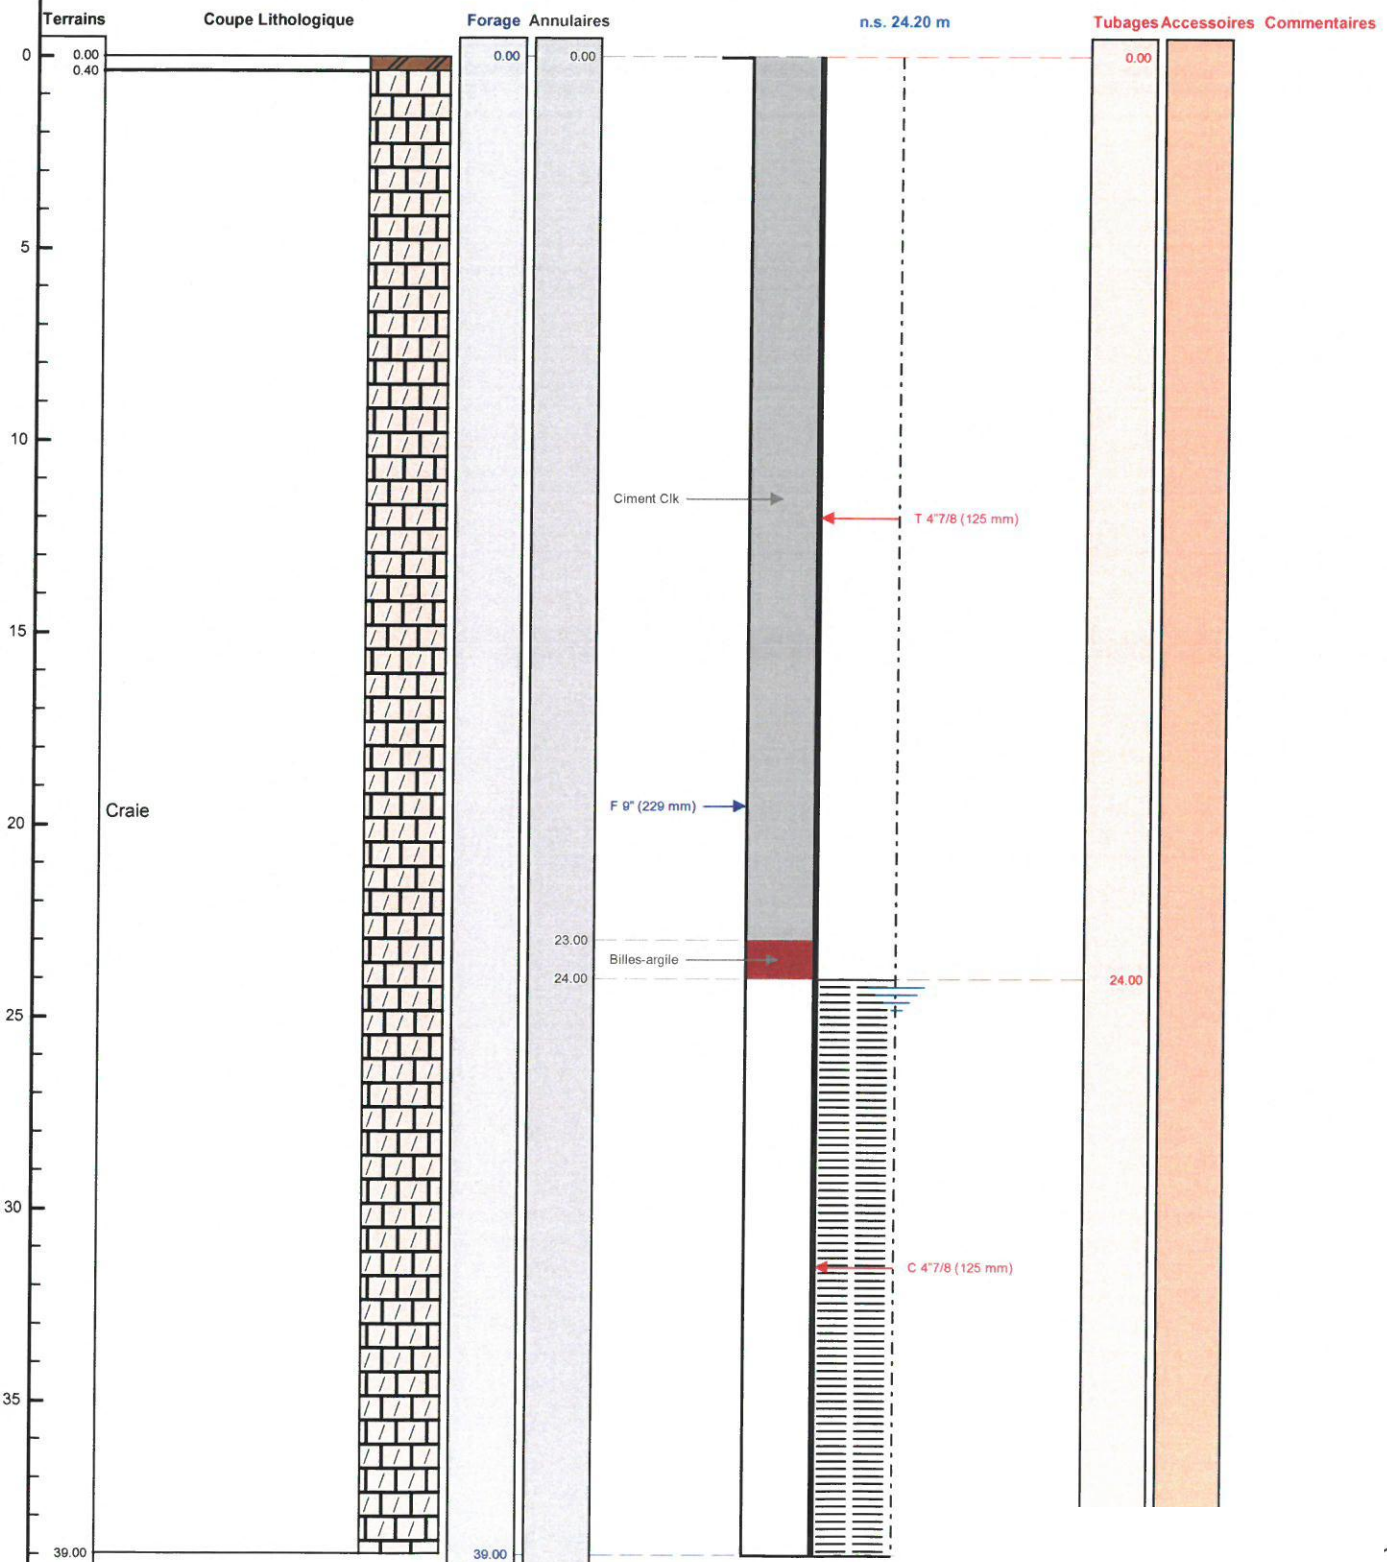 Terrains Coupe Lithologique Forage Annulaires n.s. 24.20 m Tubages Accessoires Commentaires
0 0.00 0.00 0.00 0.00
0.40
5
10
Ciment Clk
T 4"7/8 (125 mm)
15
F 9" (229 mm)
Craie
20
23.00
Billes-argile
24.00 24.00
25
30
C 4"7/8 (125 mm)
35
39.00 39.00